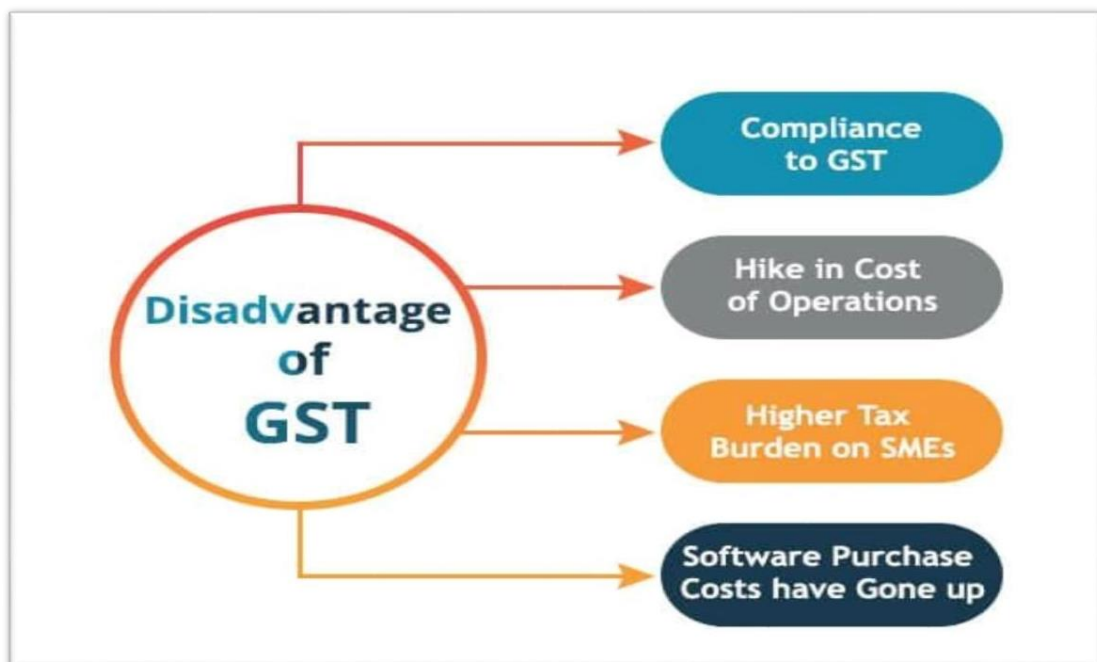 Disadvantage
of
GST
Compliance
to GST
Hike in Cost
of Operations
Higher Tax
Burden on SMEs
Software Purchase
Costs have Gone up